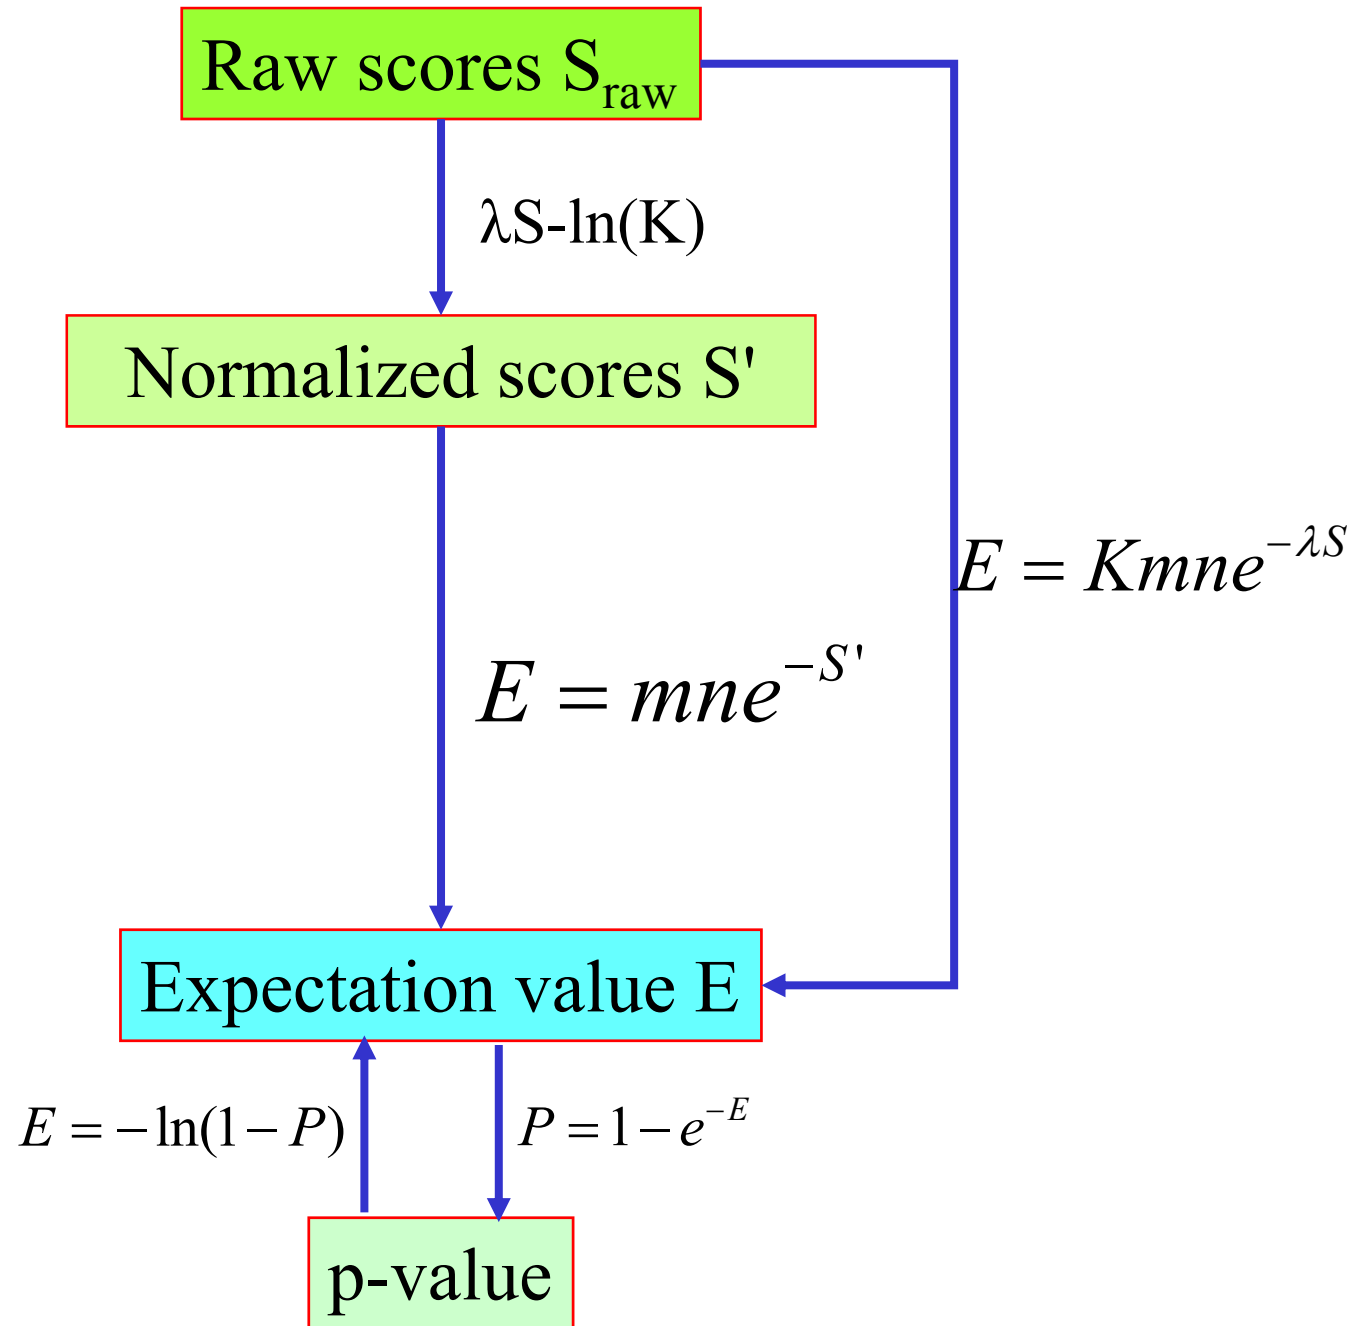 Raw scores S_raw
λS-ln(K)
Normalized scores S'
E = Kmne^{-λS}
E = mne^{-S'}
Expectation value E
E = -ln(1-P)
P = 1-e^{-E}
p-value